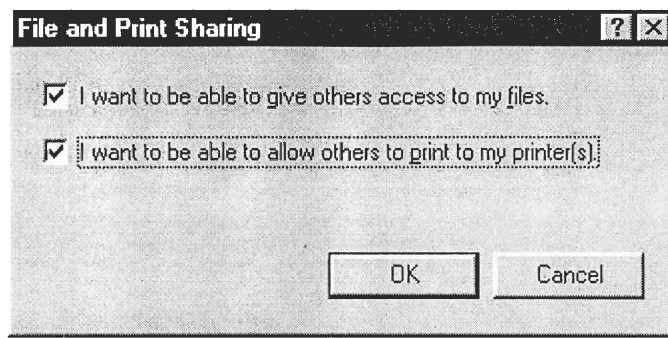 File and Print Sharing
I want to be able to give others access to my files.
I want to be able to allow others to print to my printer(s).
OK Cancel